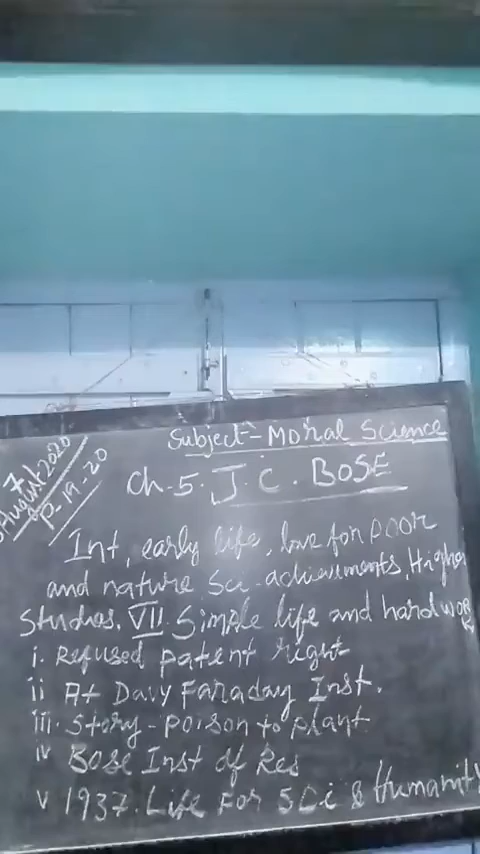 Subject - Moral Science
7
August 2020
P-19-20
Ch-5. J. C. BOSE
Int, early life, love for poor
and nature Sci-achievements, Higher
Studies. VII. Simple life and hard work
i. Refused patent right
ii At Davy Faraday Inst.
iii. Story - Poison to plant
iv Bose Inst of Res
v 1937. Life For SCi & Humanity